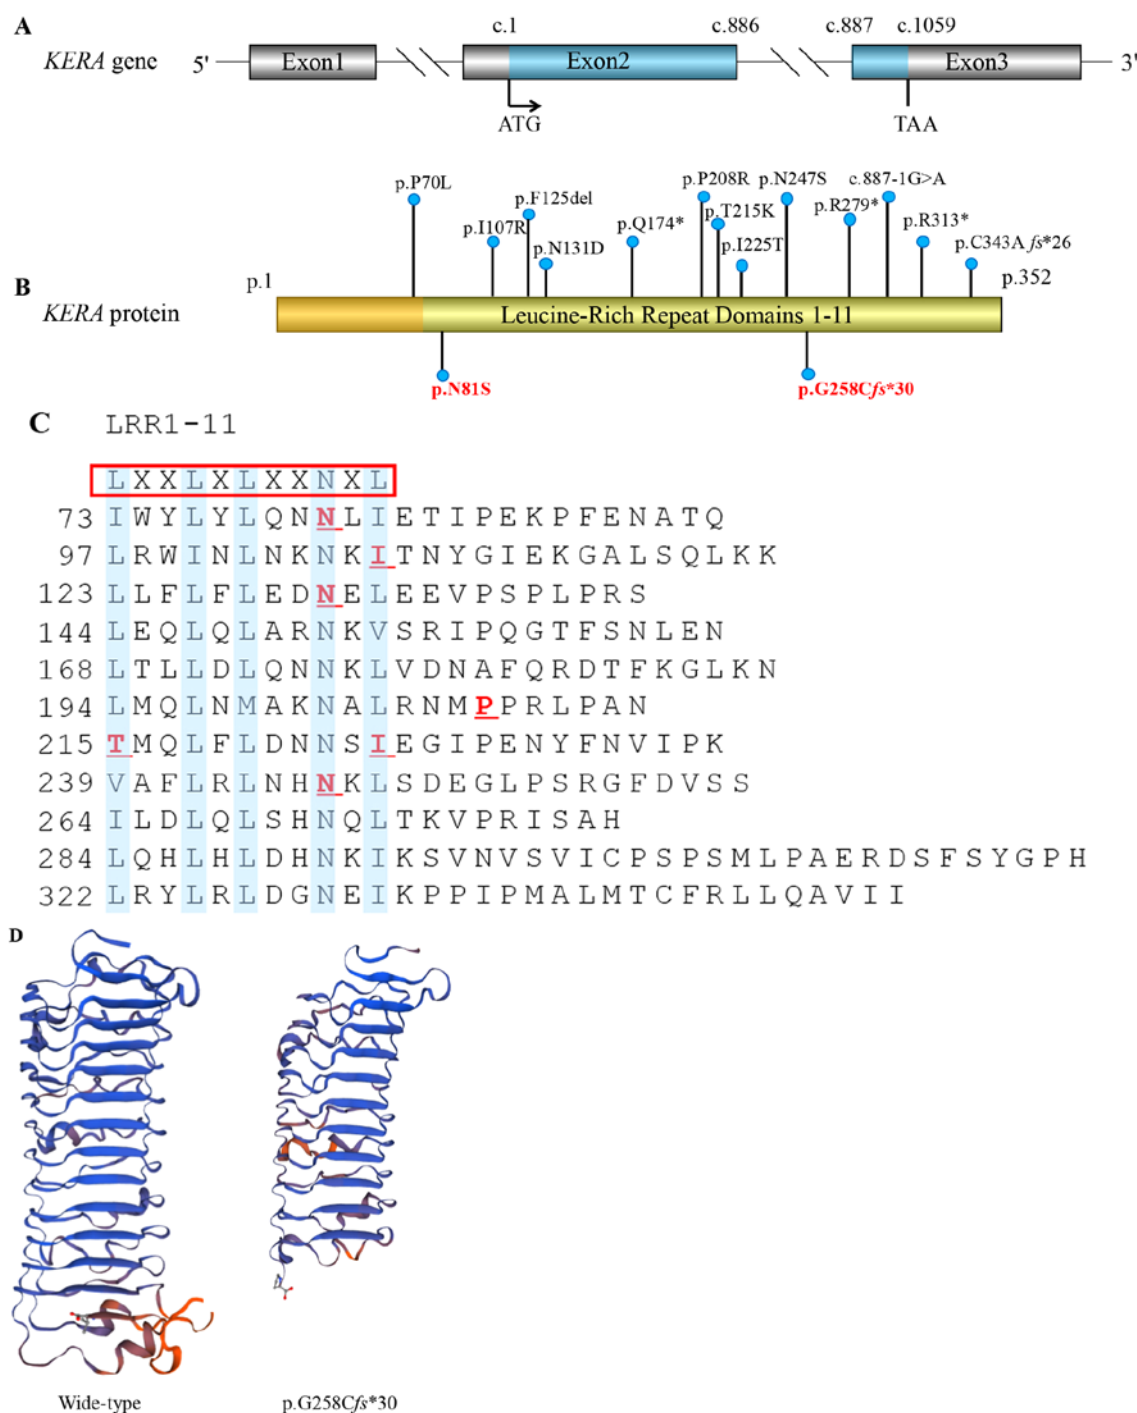 A
c.1 c.886 c.887 c.1059
KERA gene 5' Exon1 Exon2 Exon3 3'
ATG TAA
p.P70L p.F125del p.P208R p.N247S c.887-1G>A
p.I107R p.N131D p.Q174* p.T215K p.I225T p.R279* p.R313* p.C343A fs*26
B
p.1 p.352
KERA protein Leucine-Rich Repeat Domains 1-11
p.N81S p.G258Cfs*30
C LRR1-11
LXXLXLXXNXL
73 IWYLYLQNNLIETIPEKPFENATQ
97 LRWINLNKNKITNYGIEKGALSQLKK
123 LLFLFLEDNELEEVPSPLPRS
144 LEQLQLARNKVSRIPQGTFSNLEN
168 LTLLDLQNNKLVDNAFQRDTFKGLKN
194 LMQLNMAKNALRNMPPRLPAN
215 TMQLFLDNNSIEGIPENYFNVIPK
239 VAFLRLNHNKLSDEGLPSRGFDVSS
264 ILDLQLSHNQLTKVPRISAH
284 LQHLHLDHNKIKSVNVSVICPSPSMLPAERDSFSYGPH
322 LRYLRLDGNEIKPPIPMALMTCFRLLQAVII
D
Wide-type p.G258Cfs*30